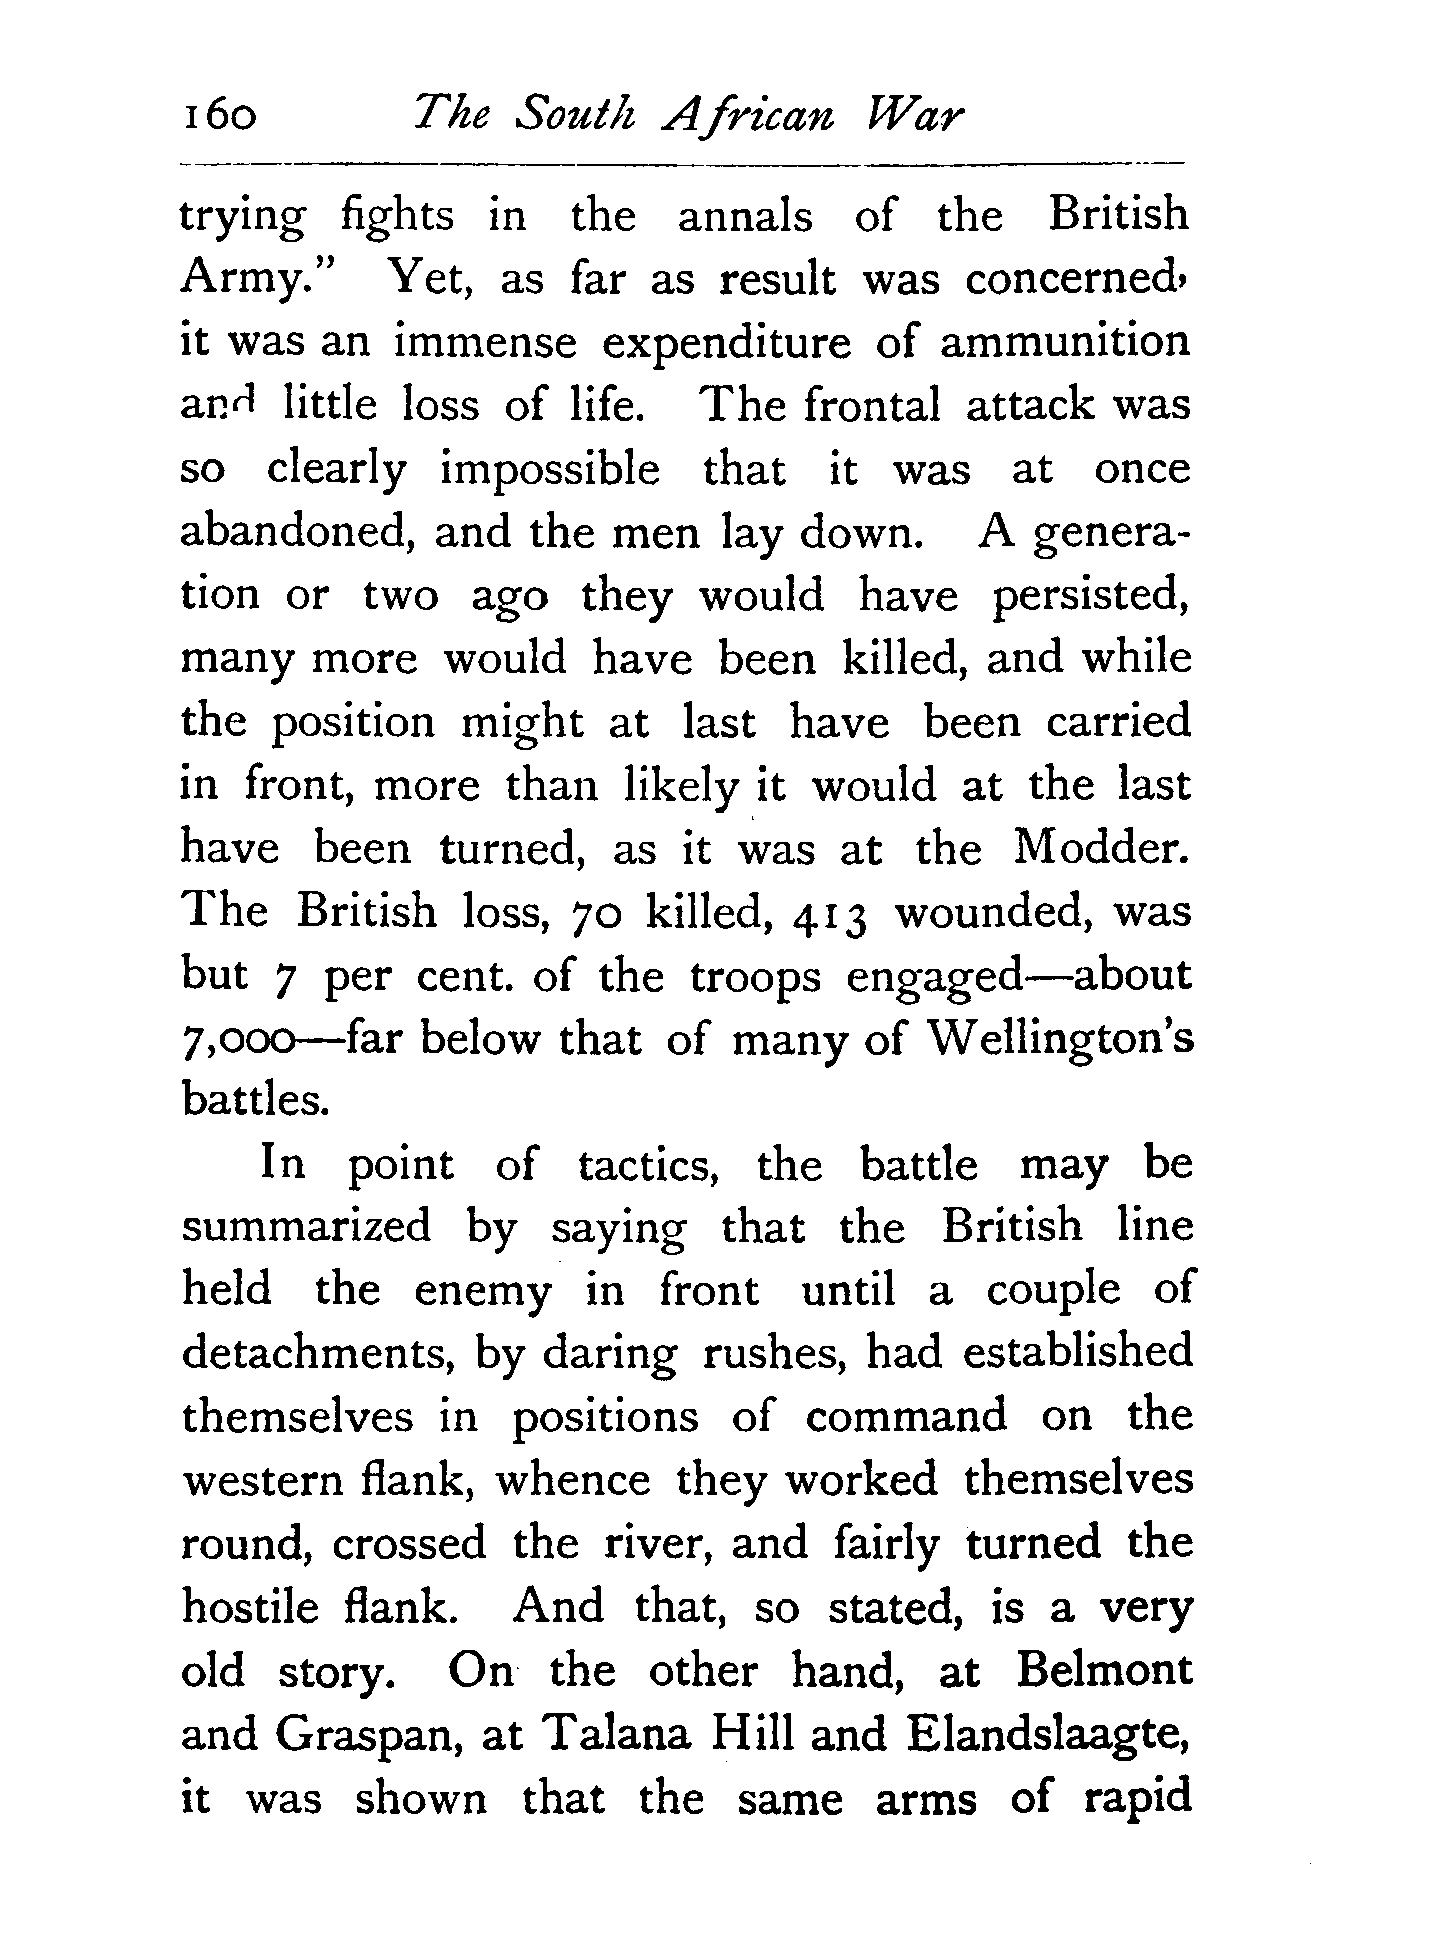 160 The South African War
trying fights in the annals of the British
Army.” Yet, as far as result was concerned,
it was an immense expenditure of ammunition
and little loss of life. The frontal attack was
so clearly impossible that it was at once
abandoned, and the men lay down. A genera-
tion or two ago they would have persisted,
many more would have been killed, and while
the position might at last have been carried
in front, more than likely it would at the last
have been turned, as it was at the Modder.
The British loss, 70 killed, 413 wounded, was
but 7 per cent. of the troops engaged—about
7,000—far below that of many of Wellington’s
battles.
In point of tactics, the battle may be
summarized by saying that the British line
held the enemy in front until a couple of
detachments, by daring rushes, had established
themselves in positions of command on the
western flank, whence they worked themselves
round, crossed the river, and fairly turned the
hostile flank. And that, so stated, is a very
old story. On the other hand, at Belmont
and Graspan, at Talana Hill and Elandslaagte,
it was shown that the same arms of rapid